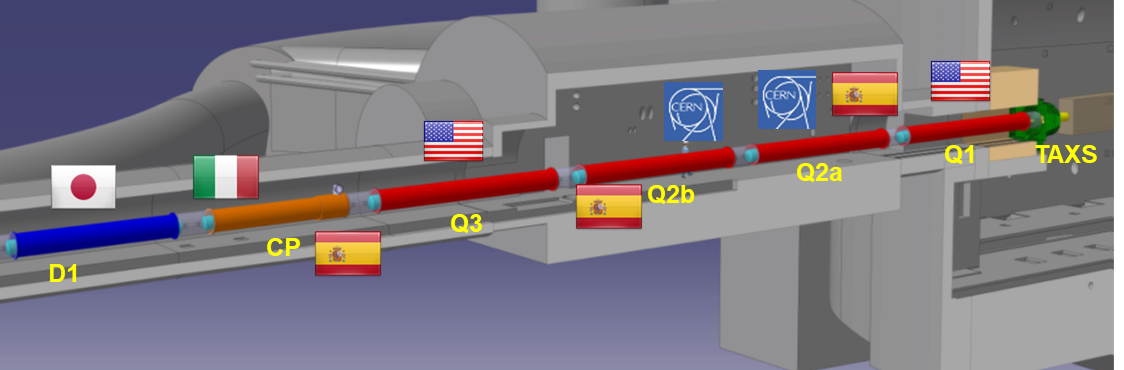 CERN
CERN
Q1
TAXS
Q2a
Q2b
Q3
CP
D1